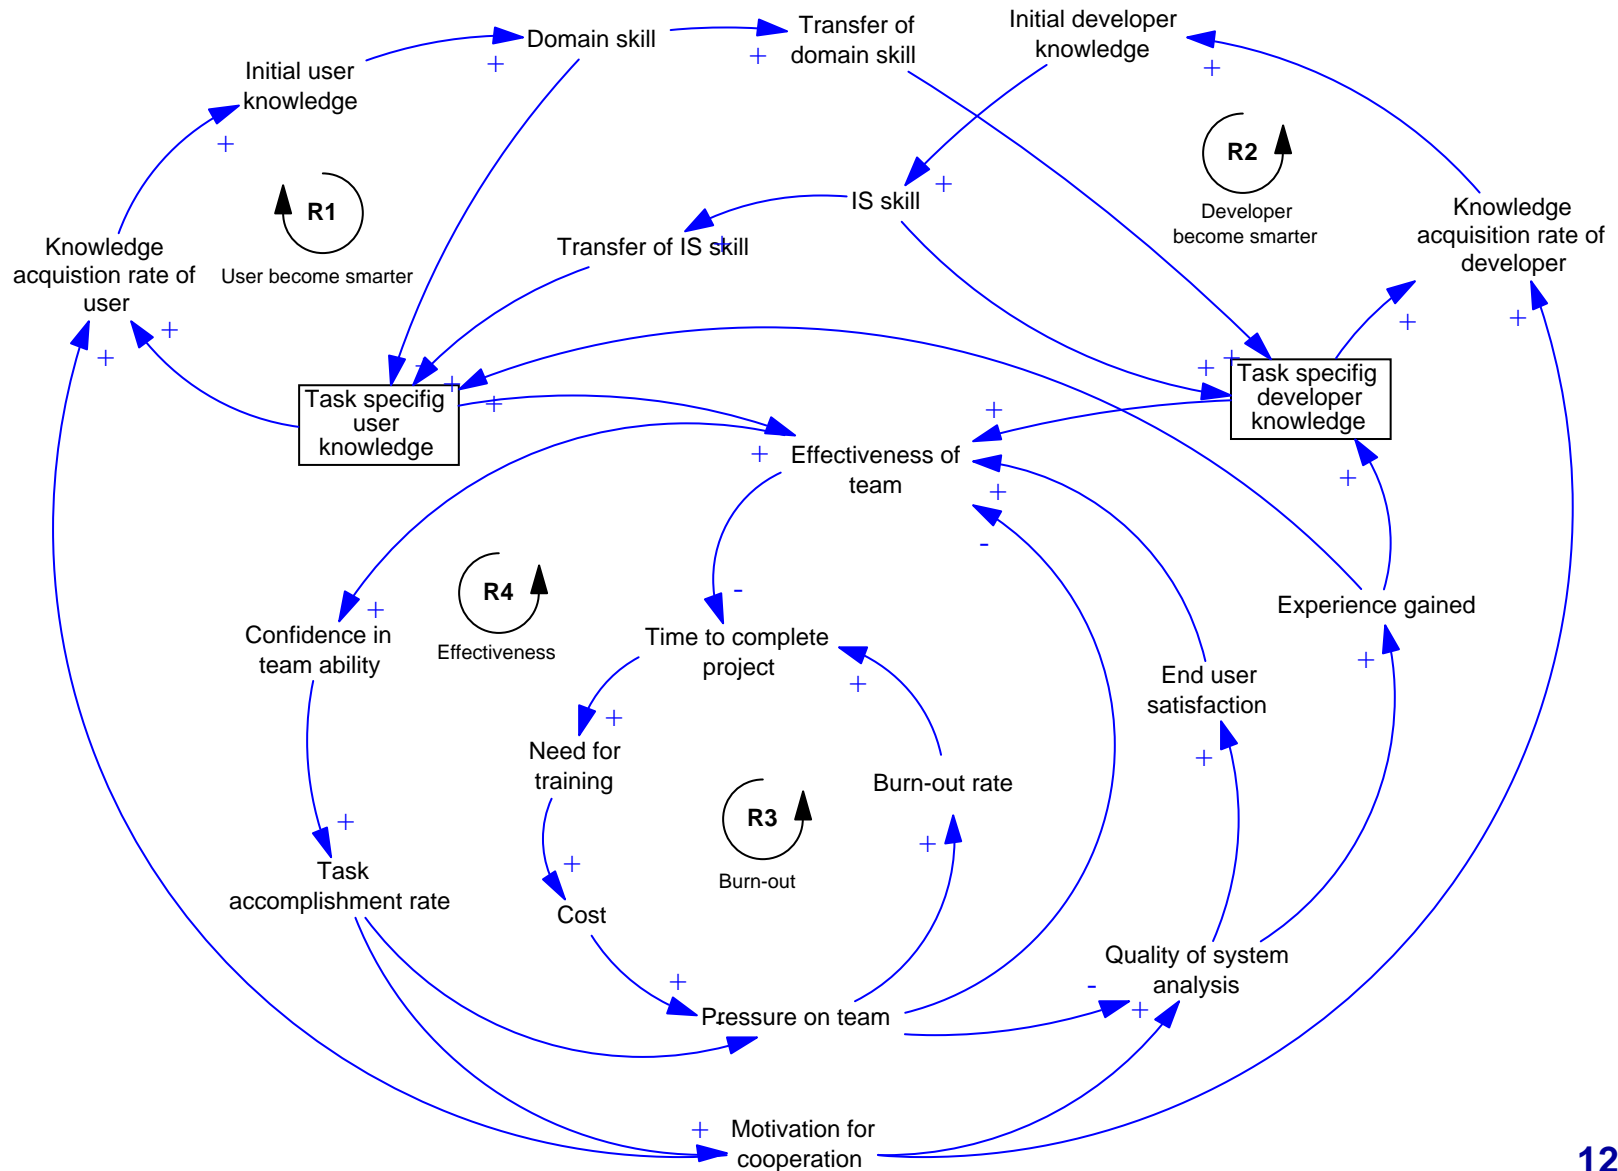 Domain skill
Transfer of
domain skill
Initial developer
knowledge
Initial user
knowledge
R1
User become smarter
R2
Developer
become smarter
IS skill
Transfer of IS skill
Knowledge
acquistion rate of
user
Knowledge
acquisition rate of
developer
Task specifig
user
knowledge
Task specifig
developer
knowledge
Effectiveness of
team
R4
Effectiveness
Confidence in
team ability
Time to complete
project
Experience gained
End user
satisfaction
Need for
training
Burn-out rate
R3
Burn-out
Task
accomplishment rate
Cost
Quality of system
analysis
Pressure on team
Motivation for
cooperation
12